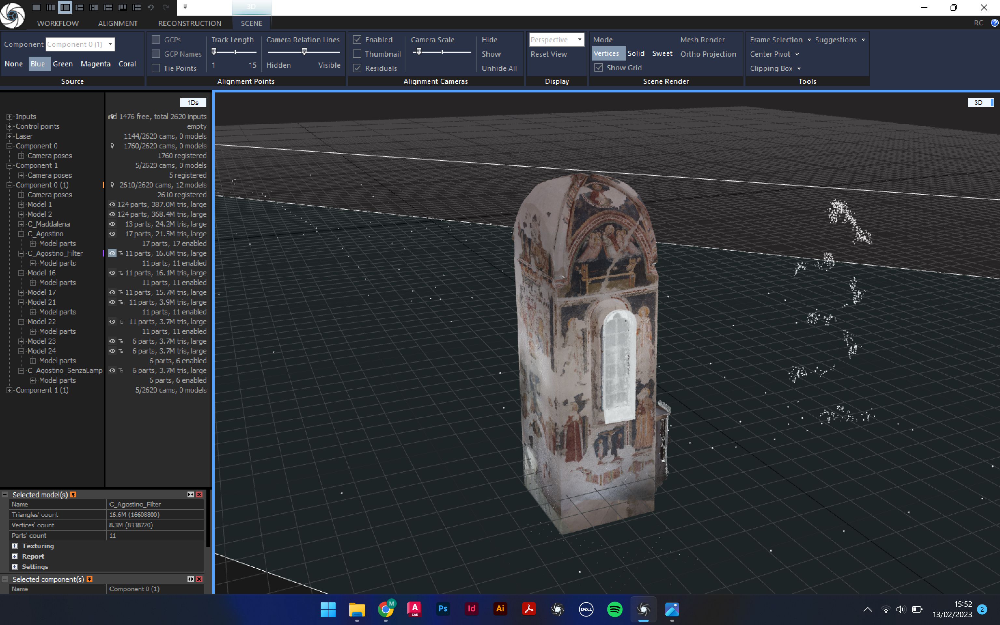 3D
WORKFLOW ALIGNMENT RECONSTRUCTION SCENE RC
Component Component 0 (1)
None Blue Green Magenta Coral
Source
GCPs
GCP Names
Tie Points
Track Length
1 15
Camera Relation Lines
Hidden Visible
Alignment Points
Enabled
Thumbnail
Residuals
Camera Scale
Hide
Show
Unhide All
Alignment Cameras
Perspective
Reset View
Display
Mode
Vertices Solid Sweet
Show Grid
Mesh Render
Ortho Projection
Scene Render
Frame Selection Suggestions
Center Pivot
Clipping Box
Tools
1Ds
3D
Inputs 1476 free, total 2620 inputs
Control points empty
Laser 1144/2620 cams, 0 models
Component 0 1760/2620 cams, 0 models
Camera poses 1760 registered
Component 1 5/2620 cams, 0 models
Camera poses 5 registered
Component 0 (1) 2610/2620 cams, 12 models
Camera poses 2610 registered
Model 1 124 parts, 387.0M tris, large
Model 2 124 parts, 368.4M tris, large
C_Maddalena 13 parts, 24.2M tris, large
C_Agostino 17 parts, 21.5M tris, large
Model parts 17 parts, 17 enabled
C_Agostino_Filter Tx 11 parts, 16.6M tris, large
Model parts 11 parts, 11 enabled
Model 16 Tx 11 parts, 16.1M tris, large
Model parts 11 parts, 11 enabled
Model 17 Tx 11 parts, 15.7M tris, large
Model 21 Tx 11 parts, 3.9M tris, large
Model parts 11 parts, 11 enabled
Model 22 Tx 11 parts, 3.7M tris, large
Model parts 11 parts, 11 enabled
Model 23 Tx 6 parts, 3.7M tris, large
Model 24 Tx 6 parts, 3.7M tris, large
Model parts 6 parts, 6 enabled
C_Agostino_SenzaLamp Tx 6 parts, 3.7M tris, large
Model parts 6 parts, 6 enabled
Component 1 (1) 5/2620 cams, 0 models
Selected model(s)
Name C_Agostino_Filter
Triangles' count 16.6M (16608800)
Vertices' count 8.3M (8338720)
Parts' count 11
Texturing
Report
Settings
Selected component(s)
Name Component 0 (1)
M
A
CAD
Ps
Id
Ai
DELL
15:52
13/02/2023
2